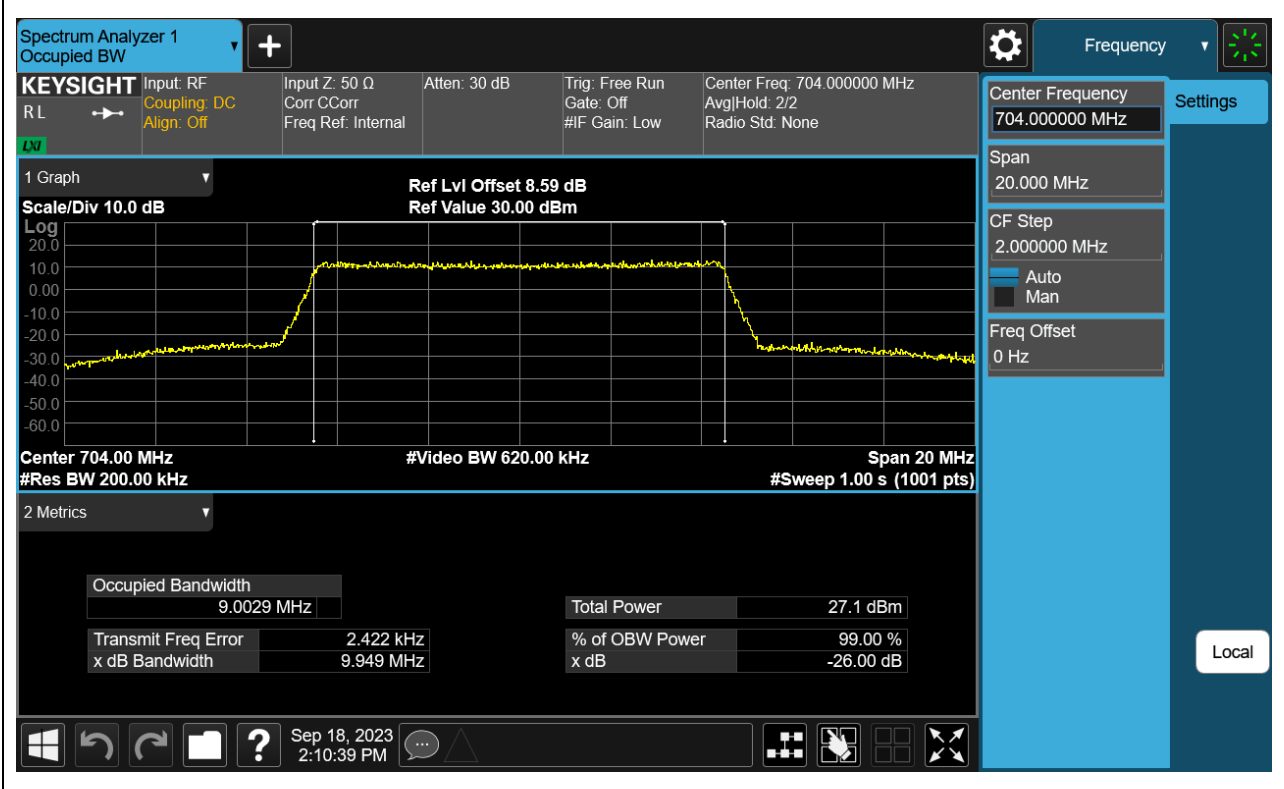 Spectrum Analyzer 1
Occupied BW
Frequency
KEYSIGHT
R L
LXI
Input: RF
Coupling: DC
Align: Off
Input Z: 50 Ω
Corr CCorr
Freq Ref: Internal
Atten: 30 dB
Trig: Free Run
Gate: Off
#IF Gain: Low
Center Freq: 704.000000 MHz
Avg|Hold: 2/2
Radio Std: None
1 Graph
Scale/Div 10.0 dB
Ref Lvl Offset 8.59 dB
Ref Value 30.00 dBm
Log
20.0
10.0
0.00
-10.0
-20.0
-30.0
-40.0
-50.0
-60.0
Center 704.00 MHz
#Video BW 620.00 kHz
Span 20 MHz
#Res BW 200.00 kHz
#Sweep 1.00 s (1001 pts)
2 Metrics
Occupied Bandwidth
9.0029 MHz
Total Power 27.1 dBm
Transmit Freq Error 2.422 kHz
% of OBW Power 99.00 %
x dB Bandwidth 9.949 MHz
x dB -26.00 dB
Center Frequency
704.000000 MHz
Settings
Span
20.000 MHz
CF Step
2.000000 MHz
Auto
Man
Freq Offset
0 Hz
Local
?
Sep 18, 2023
2:10:39 PM